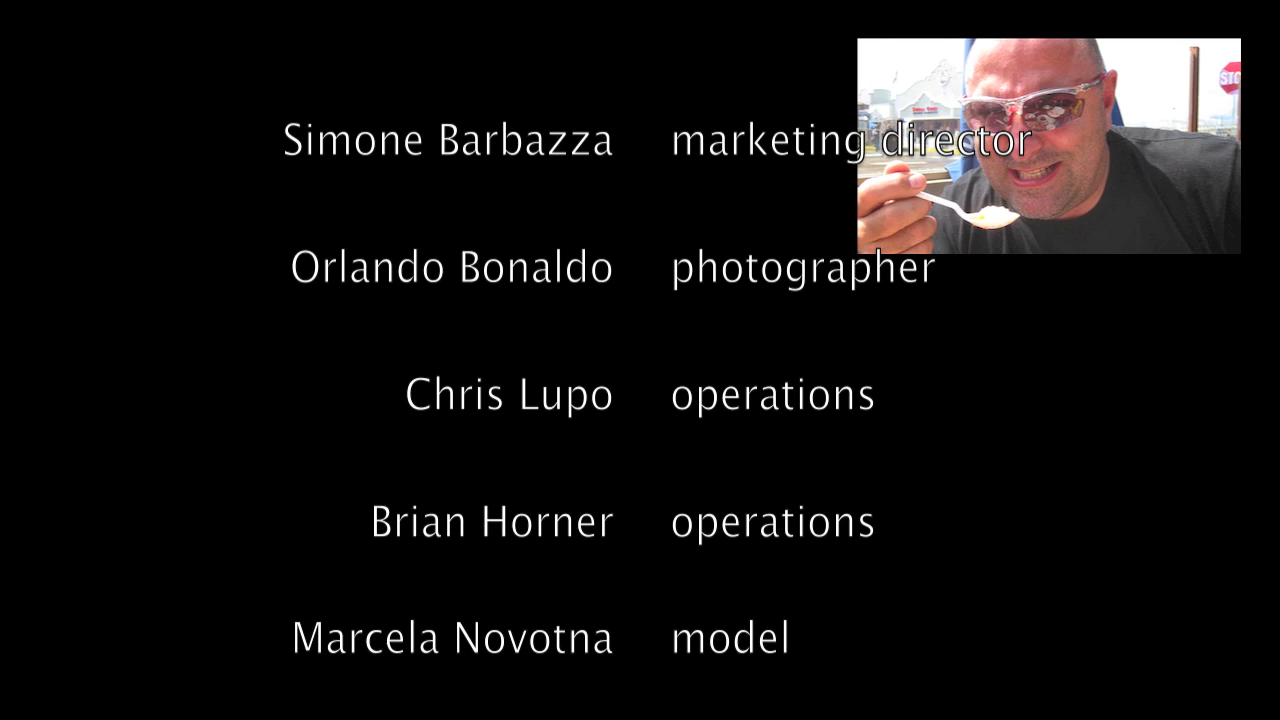 Simone Barbazza marketing director
Orlando Bonaldo photographer
Chris Lupo operations
Brian Horner operations
Marcela Novotna model